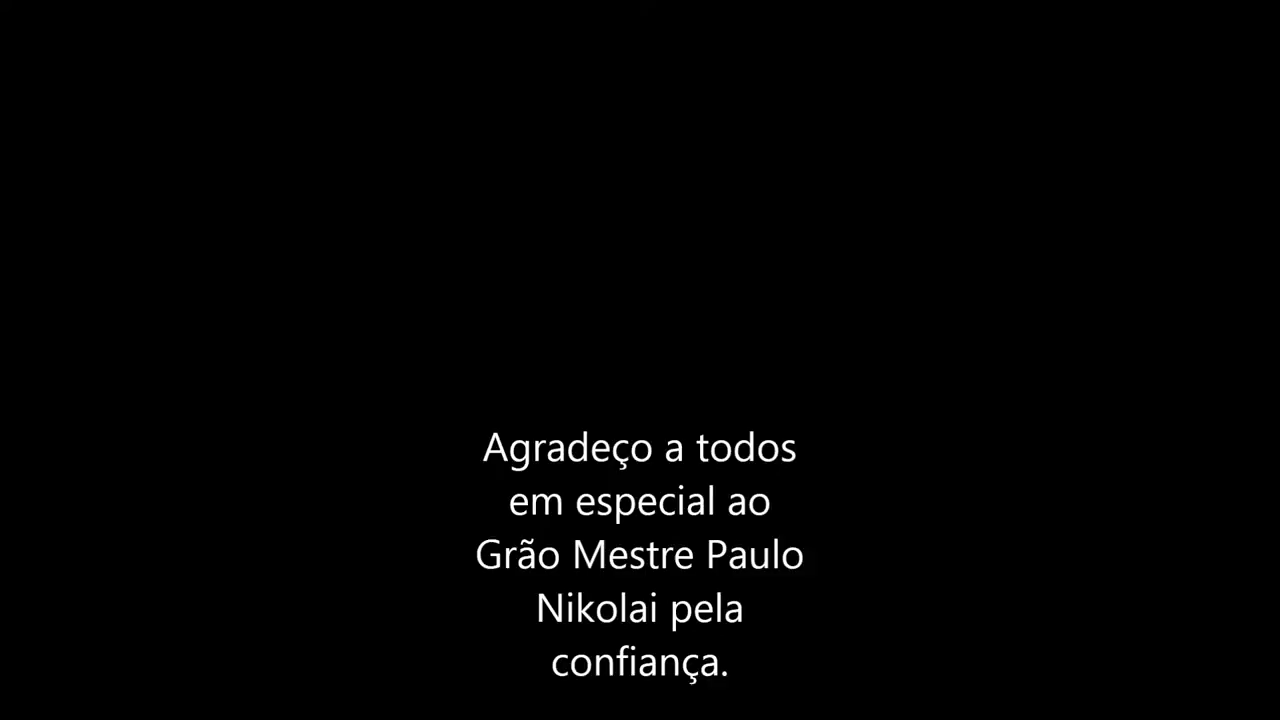 Agradeço a todos
em especial ao
Grão Mestre Paulo
Nikolai pela
confiança.